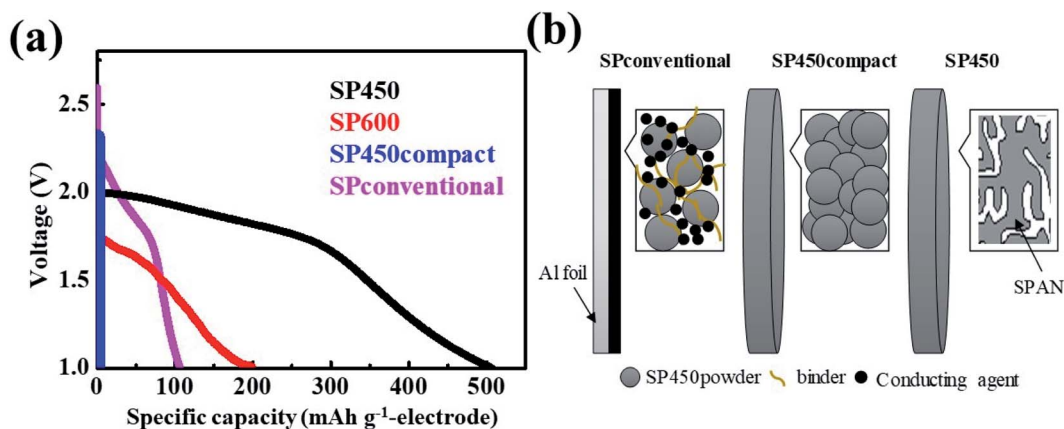 (a)
SP450
SP600
SP450compact
SPconventional
2.5
2.0
1.5
1.0
Voltage (V)
0 100 200 300 400 500
Specific capacity (mAh g⁻¹-electrode)
(b)
SPconventional SP450compact SP450
Al foil
SPAN
SP450powder binder Conducting agent